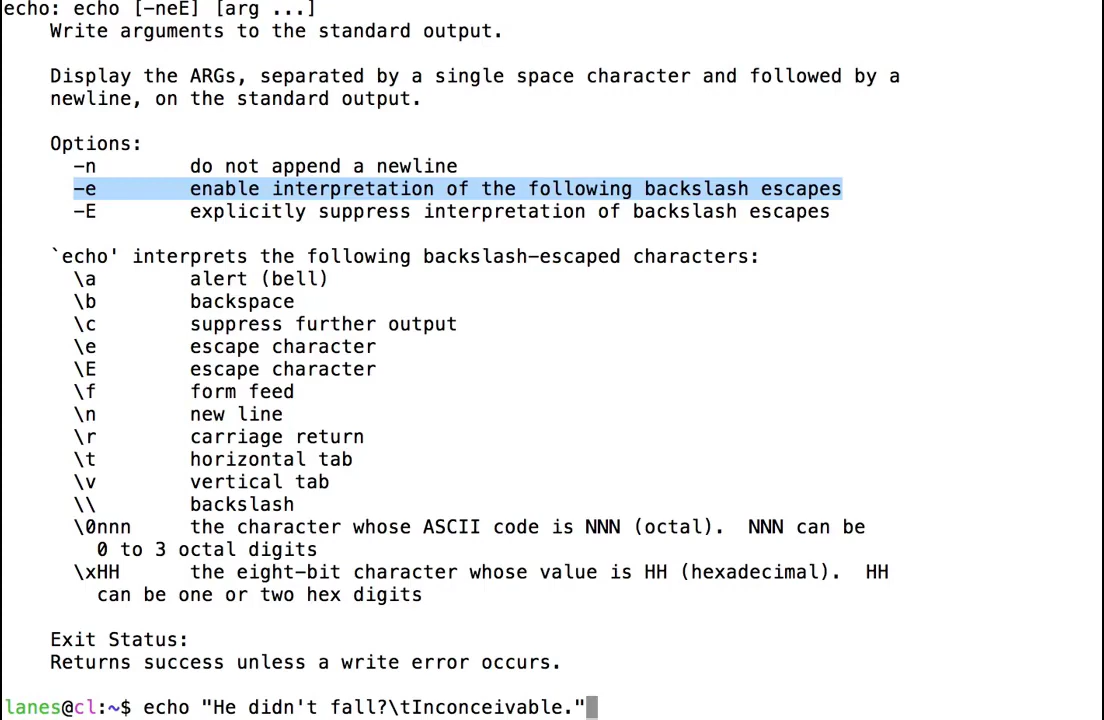 echo: echo [-neE] [arg ...]
    Write arguments to the standard output.

    Display the ARGs, separated by a single space character and followed by a
    newline, on the standard output.

    Options:
      -n        do not append a newline
      -e        enable interpretation of the following backslash escapes
      -E        explicitly suppress interpretation of backslash escapes

    `echo' interprets the following backslash-escaped characters:
      \a        alert (bell)
      \b        backspace
      \c        suppress further output
      \e        escape character
      \E        escape character
      \f        form feed
      \n        new line
      \r        carriage return
      \t        horizontal tab
      \v        vertical tab
      \\        backslash
      \0nnn     the character whose ASCII code is NNN (octal).  NNN can be
        0 to 3 octal digits
      \xHH      the eight-bit character whose value is HH (hexadecimal).  HH
        can be one or two hex digits

    Exit Status:
    Returns success unless a write error occurs.

lanes@cl:~$ echo "He didn't fall?\tInconceivable."